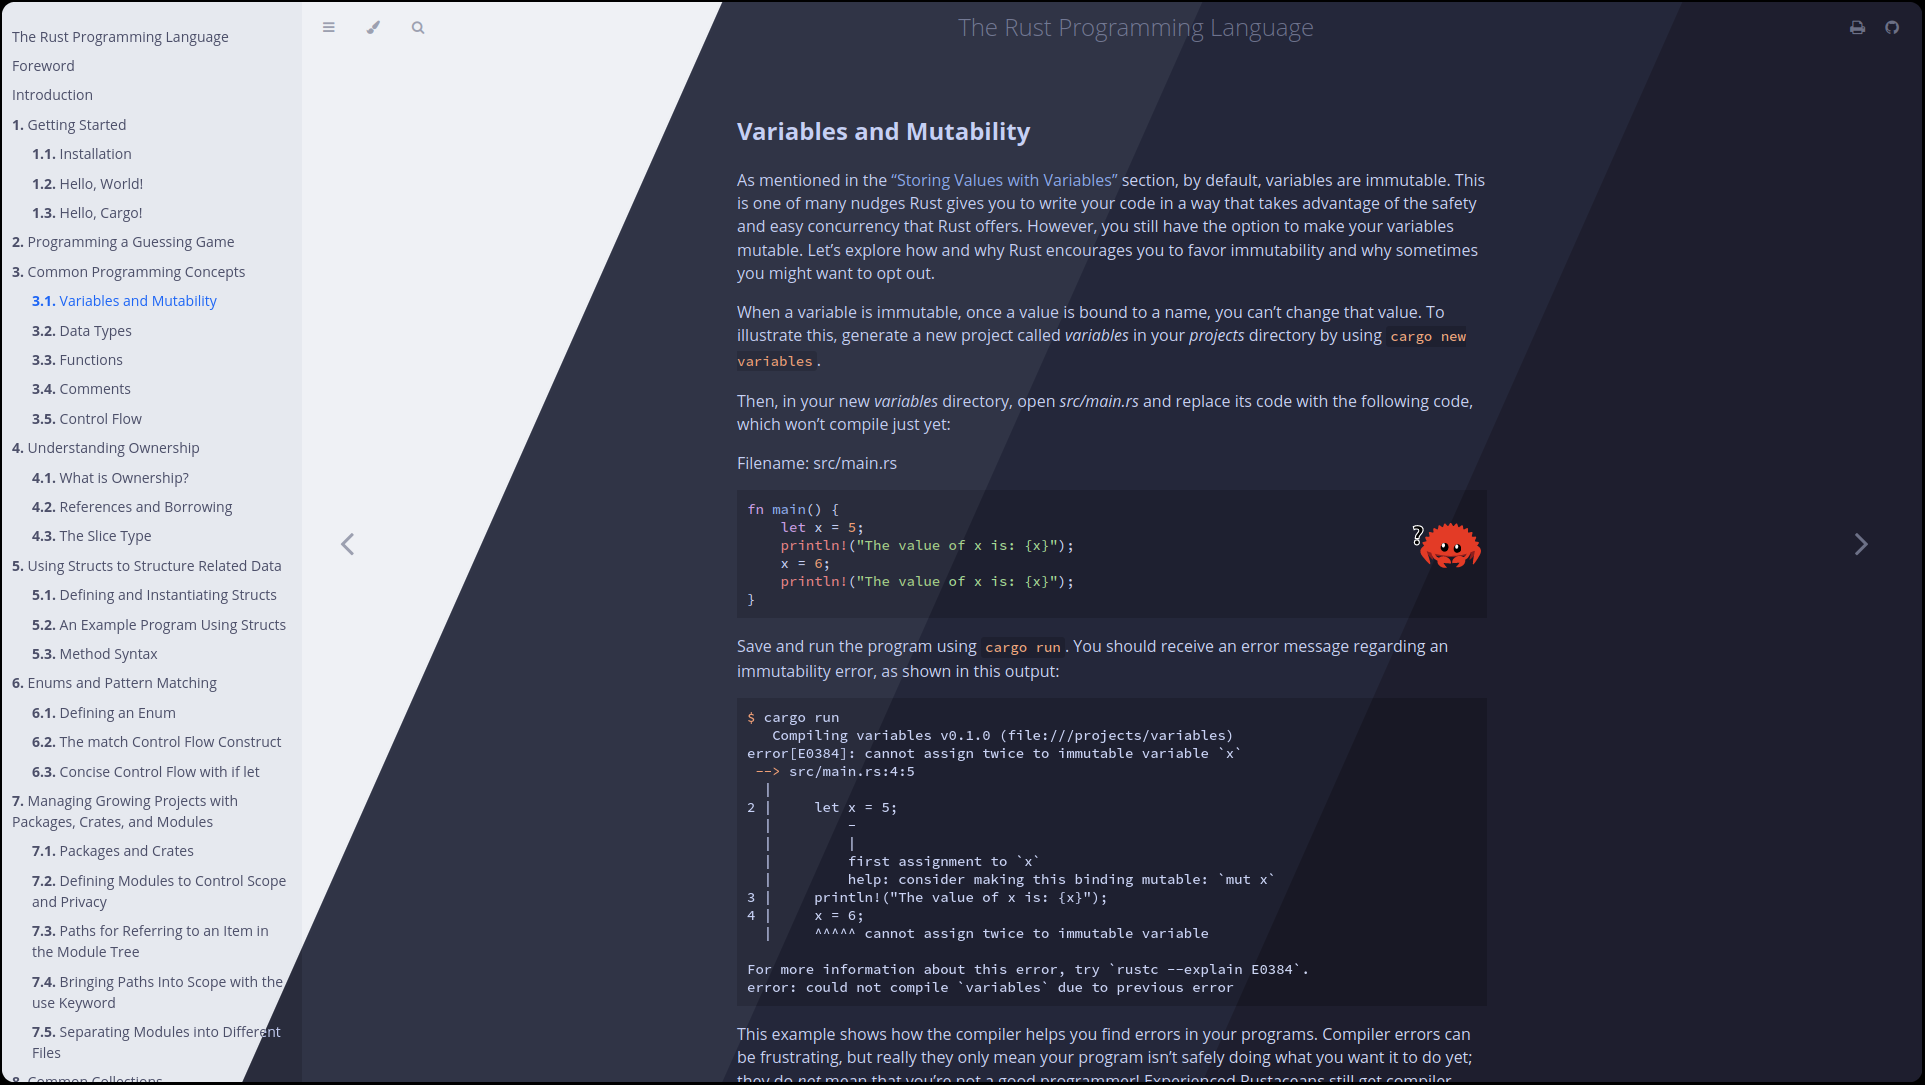 The Rust Programming Language
Foreword
Introduction
1. Getting Started
1.1. Installation
1.2. Hello, World!
1.3. Hello, Cargo!
2. Programming a Guessing Game
3. Common Programming Concepts
3.1. Variables and Mutability
3.2. Data Types
3.3. Functions
3.4. Comments
3.5. Control Flow
4. Understanding Ownership
4.1. What is Ownership?
4.2. References and Borrowing
4.3. The Slice Type
5. Using Structs to Structure Related Data
5.1. Defining and Instantiating Structs
5.2. An Example Program Using Structs
5.3. Method Syntax
6. Enums and Pattern Matching
6.1. Defining an Enum
6.2. The match Control Flow Construct
6.3. Concise Control Flow with if let
7. Managing Growing Projects with
Packages, Crates, and Modules
7.1. Packages and Crates
7.2. Defining Modules to Control Scope
and Privacy
7.3. Paths for Referring to an Item in
the Module Tree
7.4. Bringing Paths Into Scope with the
use Keyword
7.5. Separating Modules into Different
Files
8. Common Collections
The Rust Programming Language
Variables and Mutability
As mentioned in the “Storing Values with Variables” section, by default, variables are immutable. This
is one of many nudges Rust gives you to write your code in a way that takes advantage of the safety
and easy concurrency that Rust offers. However, you still have the option to make your variables
mutable. Let’s explore how and why Rust encourages you to favor immutability and why sometimes
you might want to opt out.
When a variable is immutable, once a value is bound to a name, you can’t change that value. To
illustrate this, generate a new project called variables in your projects directory by using cargo new
variables.
Then, in your new variables directory, open src/main.rs and replace its code with the following code,
which won’t compile just yet:
Filename: src/main.rs
fn main() {
    let x = 5;
    println!("The value of x is: {x}");
    x = 6;
    println!("The value of x is: {x}");
}
?
Save and run the program using cargo run. You should receive an error message regarding an
immutability error, as shown in this output:
$ cargo run
   Compiling variables v0.1.0 (file:///projects/variables)
error[E0384]: cannot assign twice to immutable variable `x`
 --> src/main.rs:4:5
  |
2 |     let x = 5;
  |         -
  |         |
  |         first assignment to `x`
  |         help: consider making this binding mutable: `mut x`
3 |     println!("The value of x is: {x}");
4 |     x = 6;
  |     ^^^^^ cannot assign twice to immutable variable
For more information about this error, try `rustc --explain E0384`.
error: could not compile `variables` due to previous error
This example shows how the compiler helps you find errors in your programs. Compiler errors can
be frustrating, but really they only mean your program isn’t safely doing what you want it to do yet;
they do not mean that you’re not a good programmer! Experienced Rustaceans still get compiler